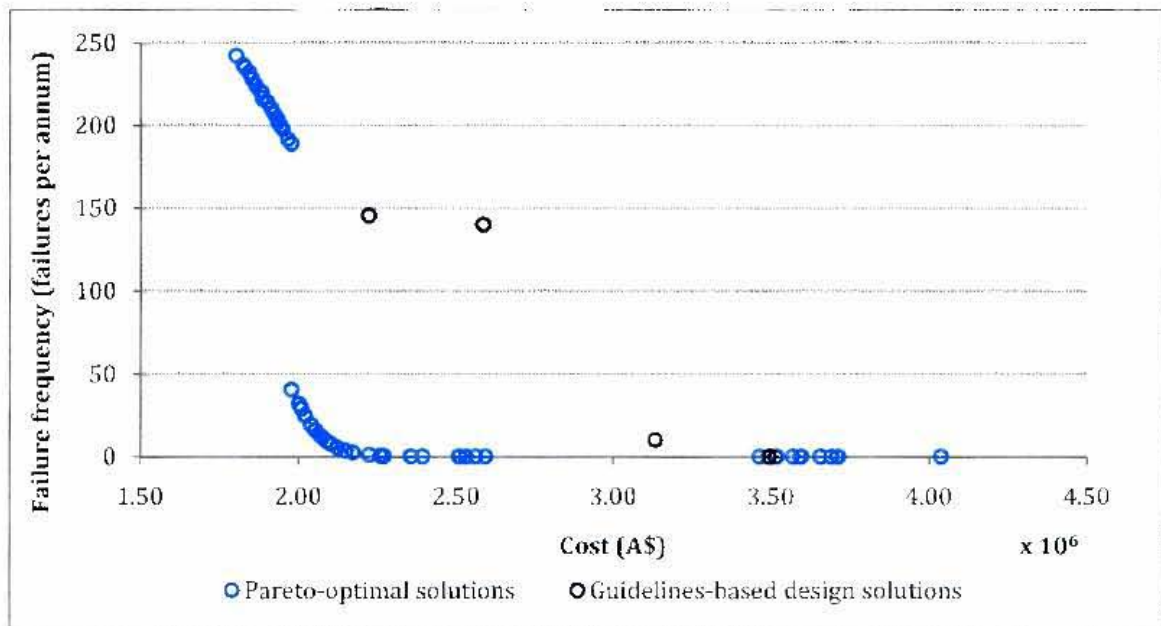 250
200
150
100
50
0
Failure frequency (failures per annum)
1.50 2.00 2.50 3.00 3.50 4.00 4.50
Cost (A$) x 10⁶
Pareto-optimal solutions Guidelines-based design solutions